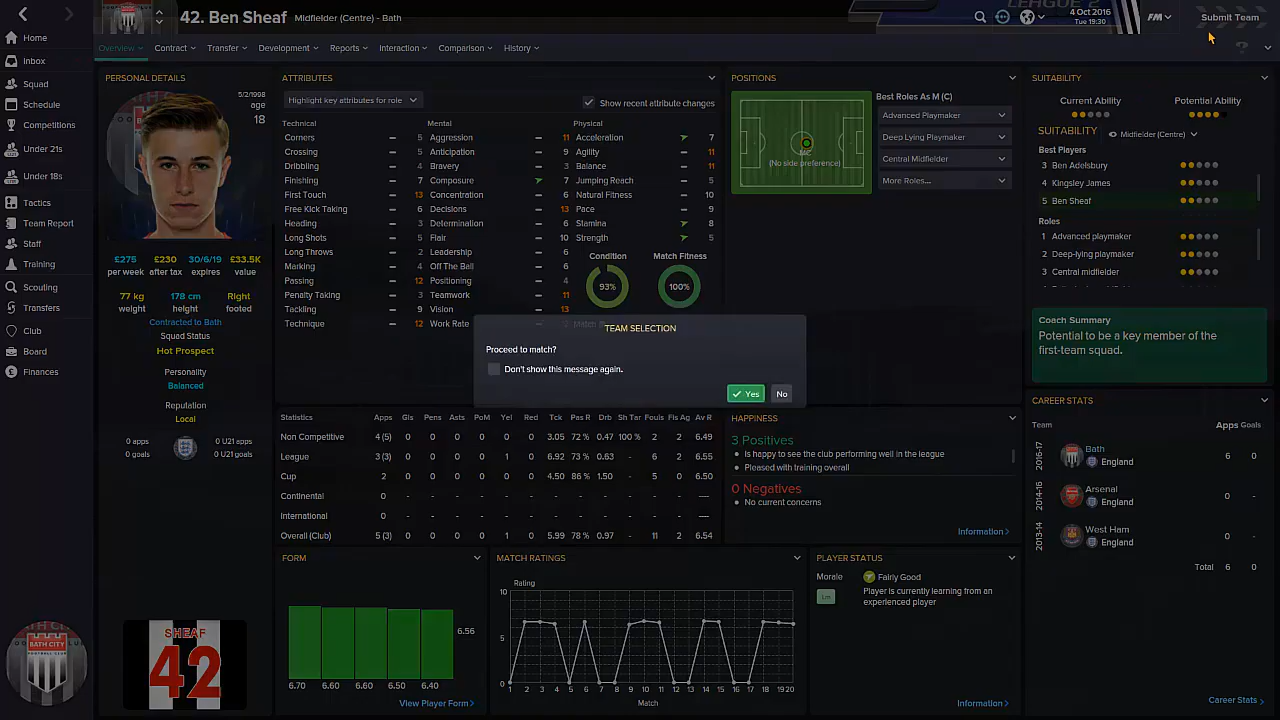 42. Ben Sheaf Midfielder (Centre) - Bath
4 Oct 2016
Tue 19:30
FM
Submit Team
Home
Inbox
Squad
Schedule
Competitions
Under 21s
Under 18s
Tactics
Team Report
Staff
Training
Scouting
Transfers
Club
Board
Finances
Overview Contract Transfer Development Reports Interaction Comparison History
PERSONAL DETAILS
5/2/1998
age
18
£275 £230 30/6/19 £33.5K
per week after tax expires value
77 kg 178 cm Right
weight height footed
Contracted to Bath
Squad Status
Hot Prospect
Personality
Balanced
Reputation
Local
0 apps 0 U21 apps
0 goals 0 U21 goals
SHEAF
42
BATH CITY
ATTRIBUTES
Highlight key attributes for role
Show recent attribute changes
Technical Mental Physical
Corners 5 Aggression 11 Acceleration 7
Crossing 5 Anticipation 9 Agility 11
Dribbling 4 Bravery 3 Balance 11
Finishing 7 Composure 7 Jumping Reach 5
First Touch 13 Concentration 6 Natural Fitness 10
Free Kick Taking 6 Decisions 13 Pace 9
Heading 3 Determination 6 Stamina 8
Long Shots 5 Flair 10 Strength 5
Long Throws 2 Leadership 6
Marking 4 Off The Ball 6
Passing 12 Positioning 4
Penalty Taking 3 Teamwork 11
Tackling 9 Vision 13
Technique 12 Work Rate
Condition Match Fitness
93% 100%
TEAM SELECTION
Proceed to match?
Don't show this message again.
Yes No
Statistics Apps Gls Pens Asts PoM Yel Red Tck Pas R Drb Sh Tar Fouls Fls Ag Av R
Non Competitive 4 (5) 0 0 0 0 0 0 3.05 72 % 0.47 100 % 2 2 6.49
League 3 (3) 0 0 0 0 1 0 6.92 73 % 0.63 - 6 2 6.55
Cup 2 0 0 0 0 0 0 4.50 86 % 1.50 - 5 0 6.50
Continental 0 - - - - - - - - - - - -
International 0 - - - - - - - - - - - -
Overall (Club) 5 (3) 0 0 0 0 1 0 5.99 78 % 0.97 - 11 2 6.54
FORM
6.56
6.70 6.60 6.60 6.50 6.40
View Player Form
MATCH RATINGS
Rating
10
5
0
1 2 3 4 5 6 7 8 9 10 11 12 13 14 15 16 17 18 19 20
Match
POSITIONS
MC
(No side preference)
Best Roles As M (C)
Advanced Playmaker
Deep Lying Playmaker
Central Midfielder
More Roles...
HAPPINESS
3 Positives
Is happy to see the club performing well in the league
Pleased with training overall
0 Negatives
No current concerns
Information
PLAYER STATUS
Morale Fairly Good
Lrn Player is currently learning from an
experienced player
Information
SUITABILITY
Current Ability Potential Ability
SUITABILITY Midfielder (Centre)
Best Players
3 Ben Adelsbury
4 Kingsley James
5 Ben Sheaf
Roles
1 Advanced playmaker
2 Deep-lying playmaker
3 Central midfielder
Coach Summary
Potential to be a key member of the
first-team squad.
CAREER STATS
Team Apps Goals
2016-17 Bath 6 0
England
2014-16 Arsenal 0 -
England
2013-14 West Ham 0 -
England
Total 6 0
Career Stats